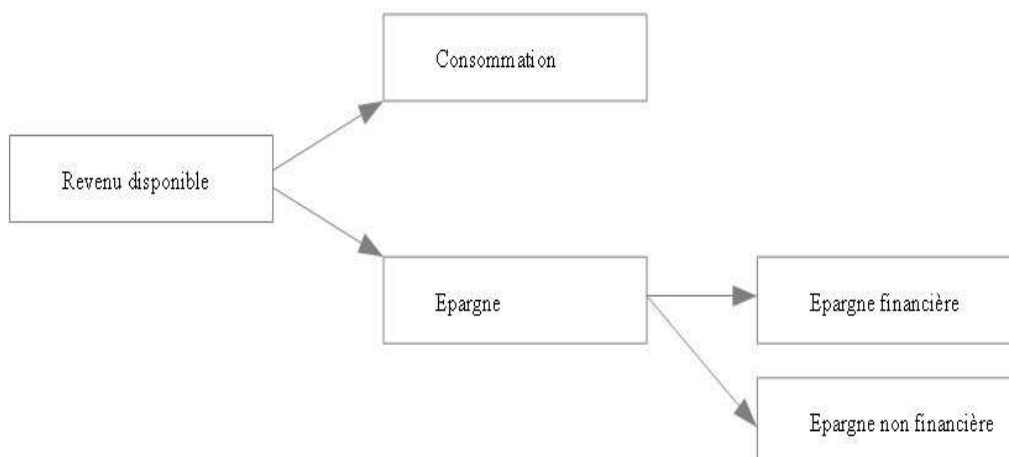 Consommation
Revenu disponible
Epargne
Epargne financière
Epargne non financière